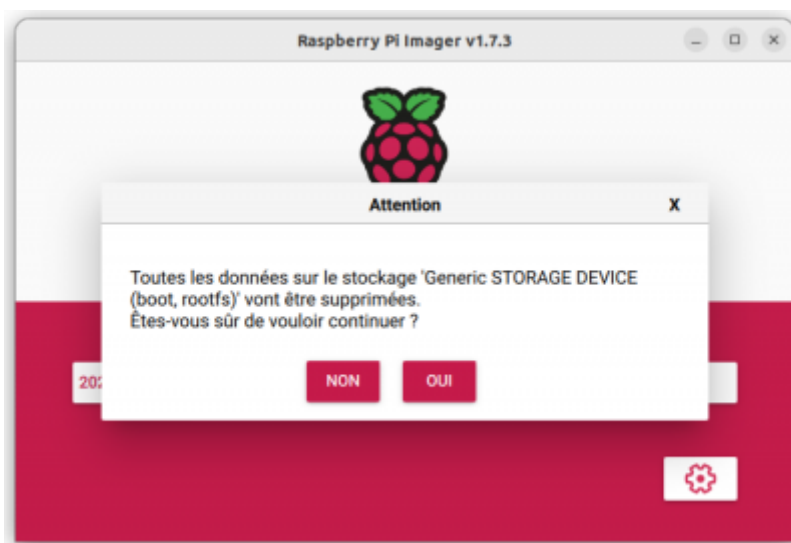 Raspberry Pi Imager v1.7.3
Attention
X
Toutes les données sur le stockage 'Generic STORAGE DEVICE
(boot, rootfs)' vont être supprimées.
Êtes-vous sûr de vouloir continuer ?
NON
OUI
202